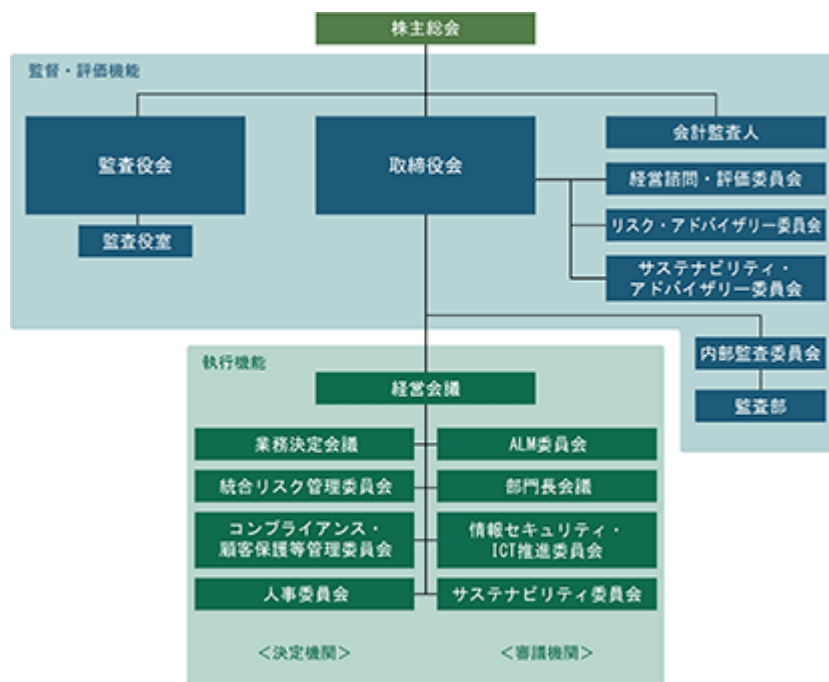 株主総会
監督・評価機能
監査役会
取締役会
会計監査人
経営諮問・評価委員会
監査役室
リスク・アドバイザリー委員会
サステナビリティ・
アドバイザリー委員会
内部監査委員会
監査部
執行機能
経営会議
業務決定会議
ALM委員会
統合リスク管理委員会
部門長会議
コンプライアンス・
顧客保護等管理委員会
情報セキュリティ・
ICT推進委員会
人事委員会
サステナビリティ委員会
＜決定機関＞
＜審議機関＞